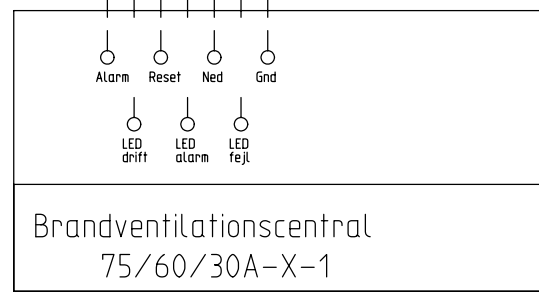 Alarm Reset Ned Gnd
LED LED LED
drift alarm fejl
Brandventilationscentral
75/60/30A-X-1